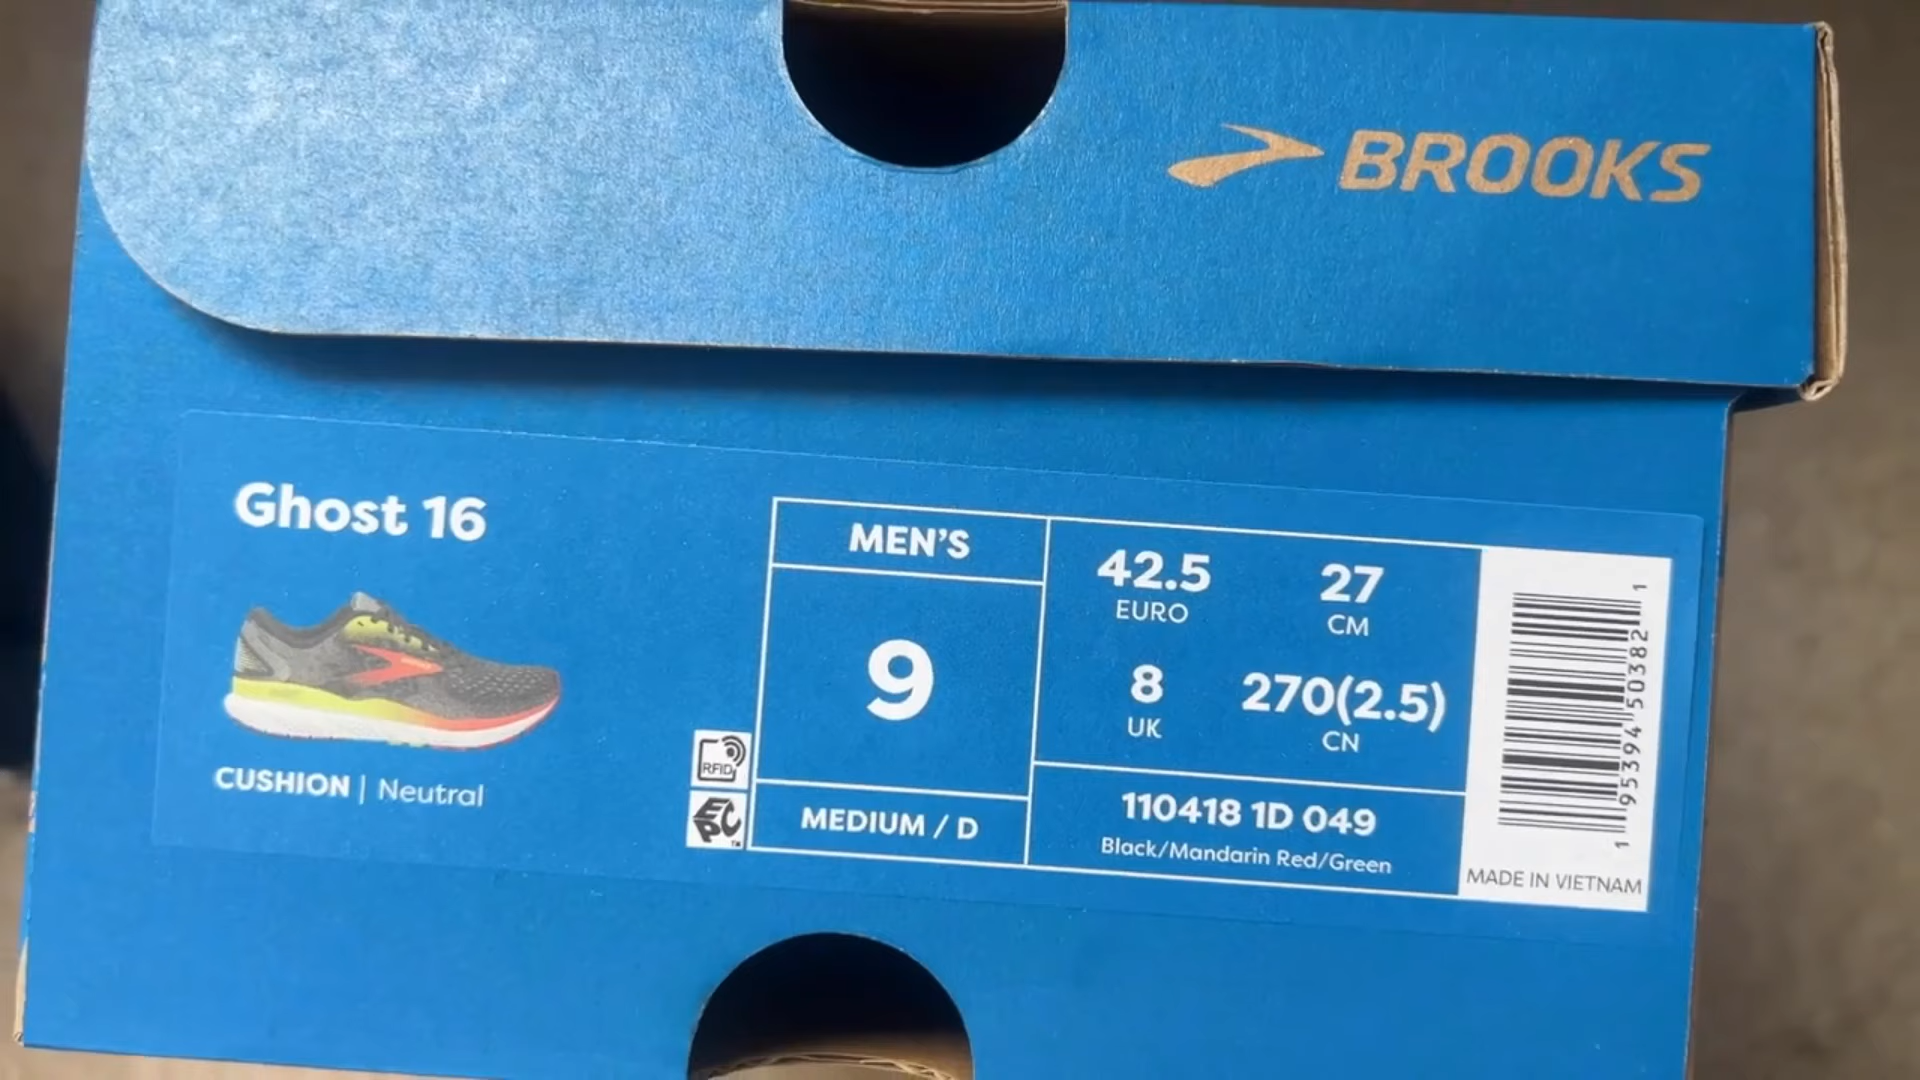 BROOKS
Ghost 16
CUSHION | Neutral
RFID
EPC
MEN'S
9
MEDIUM / D
42.5
EURO
27
CM
8
UK
270(2.5)
CN
110418 1D 049
Black/Mandarin Red/Green
1 95394 50382 1
MADE IN VIETNAM